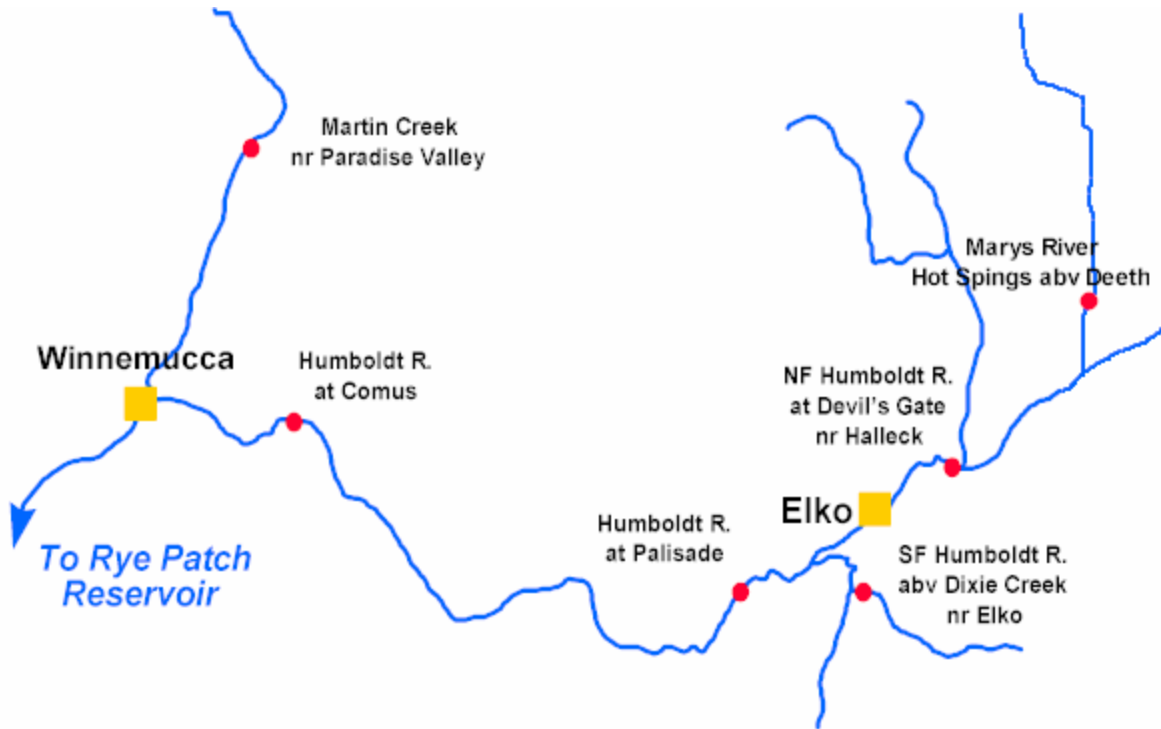 Martin Creek
nr Paradise Valley
Marys River
Hot Spings abv Deeth
Winnemucca
Humboldt R.
at Comus
NF Humboldt R.
at Devil's Gate
nr Halleck
Elko
Humboldt R.
at Palisade
SF Humboldt R.
abv Dixie Creek
nr Elko
To Rye Patch
Reservoir